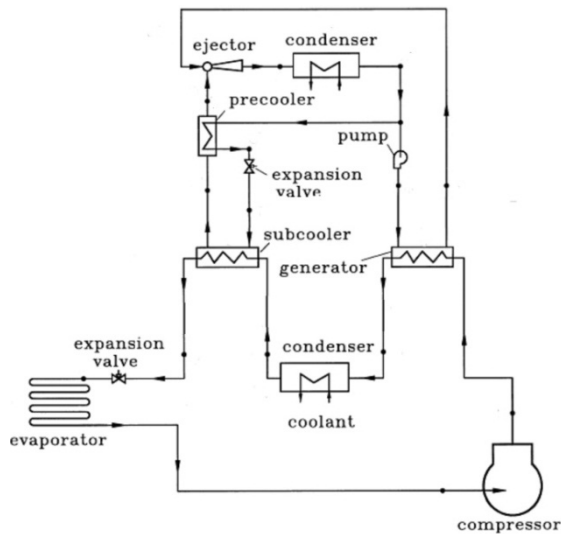 condenser
ejector
precooler
pump
expansion
valve
subcooler
generator
expansion
valve
condenser
coolant
evaporator
compressor